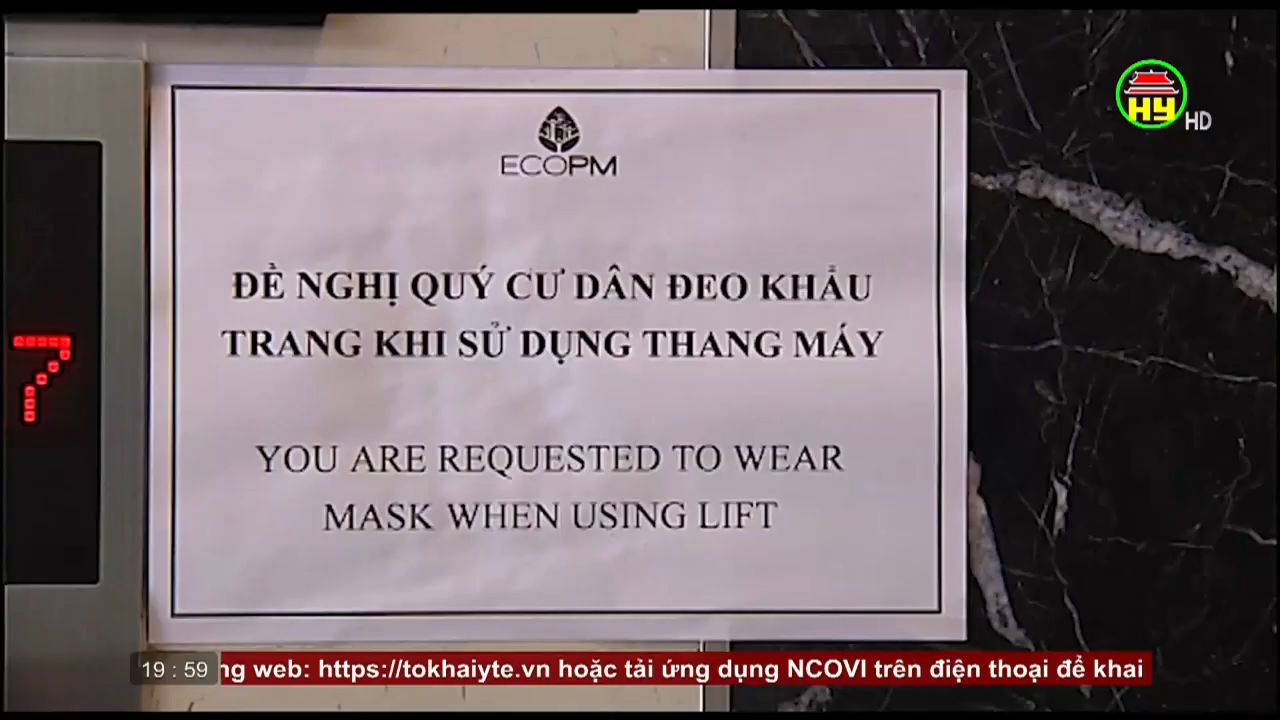 HY HD
ECOPM
ĐỀ NGHỊ QUÝ CƯ DÂN ĐEO KHẨU
TRANG KHI SỬ DỤNG THANG MÁY
7
YOU ARE REQUESTED TO WEAR
MASK WHEN USING LIFT
19 : 59 ng web: https://tokhaiyte.vn hoặc tải ứng dụng NCOVI trên điện thoại để khai